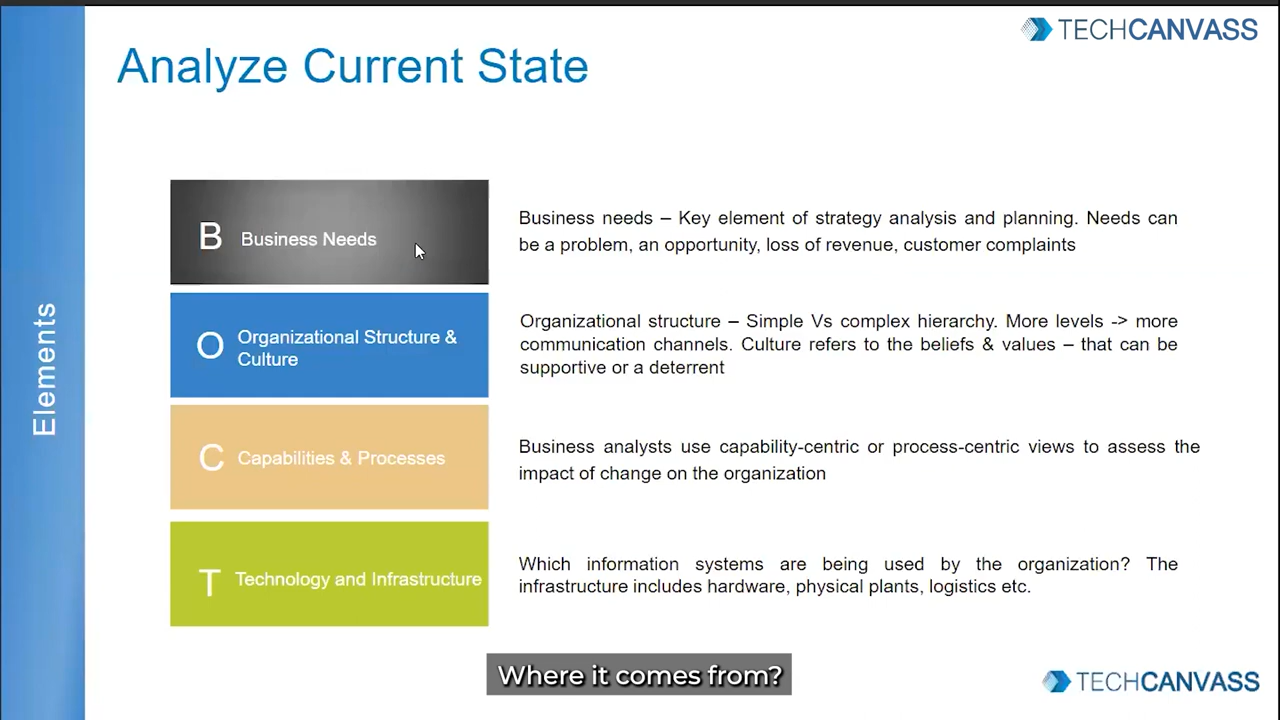 TECHCANVASS
Analyze Current State
Elements
B Business Needs
Business needs – Key element of strategy analysis and planning. Needs can
be a problem, an opportunity, loss of revenue, customer complaints
O Organizational Structure &
Culture
Organizational structure – Simple Vs complex hierarchy. More levels -> more
communication channels. Culture refers to the beliefs & values – that can be
supportive or a deterrent
C Capabilities & Processes
Business analysts use capability-centric or process-centric views to assess the
impact of change on the organization
T Technology and Infrastructure
Which information systems are being used by the organization? The
infrastructure includes hardware, physical plants, logistics etc.
Where it comes from?
TECHCANVASS